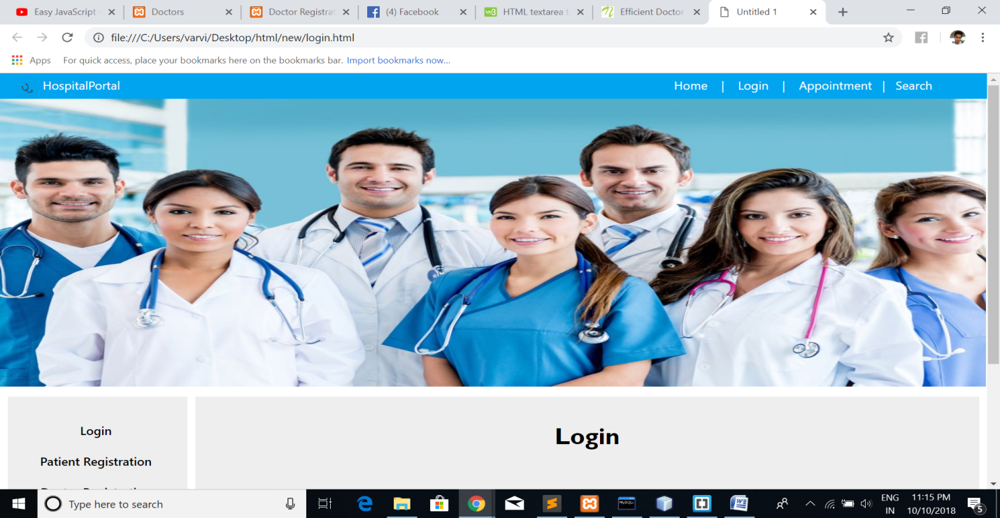 Easy JavaScript
Doctors
Doctor Registrat
(4) Facebook
HTML textarea t
Efficient Doctor
Untitled 1
file:///C:/Users/varvi/Desktop/html/new/login.html
Apps
For quick access, place your bookmarks here on the bookmarks bar. Import bookmarks now...
HospitalPortal
Home | Login | Appointment | Search
Login
Login
Patient Registration
Type here to search
ENG
IN
11:15 PM
10/10/2018
5